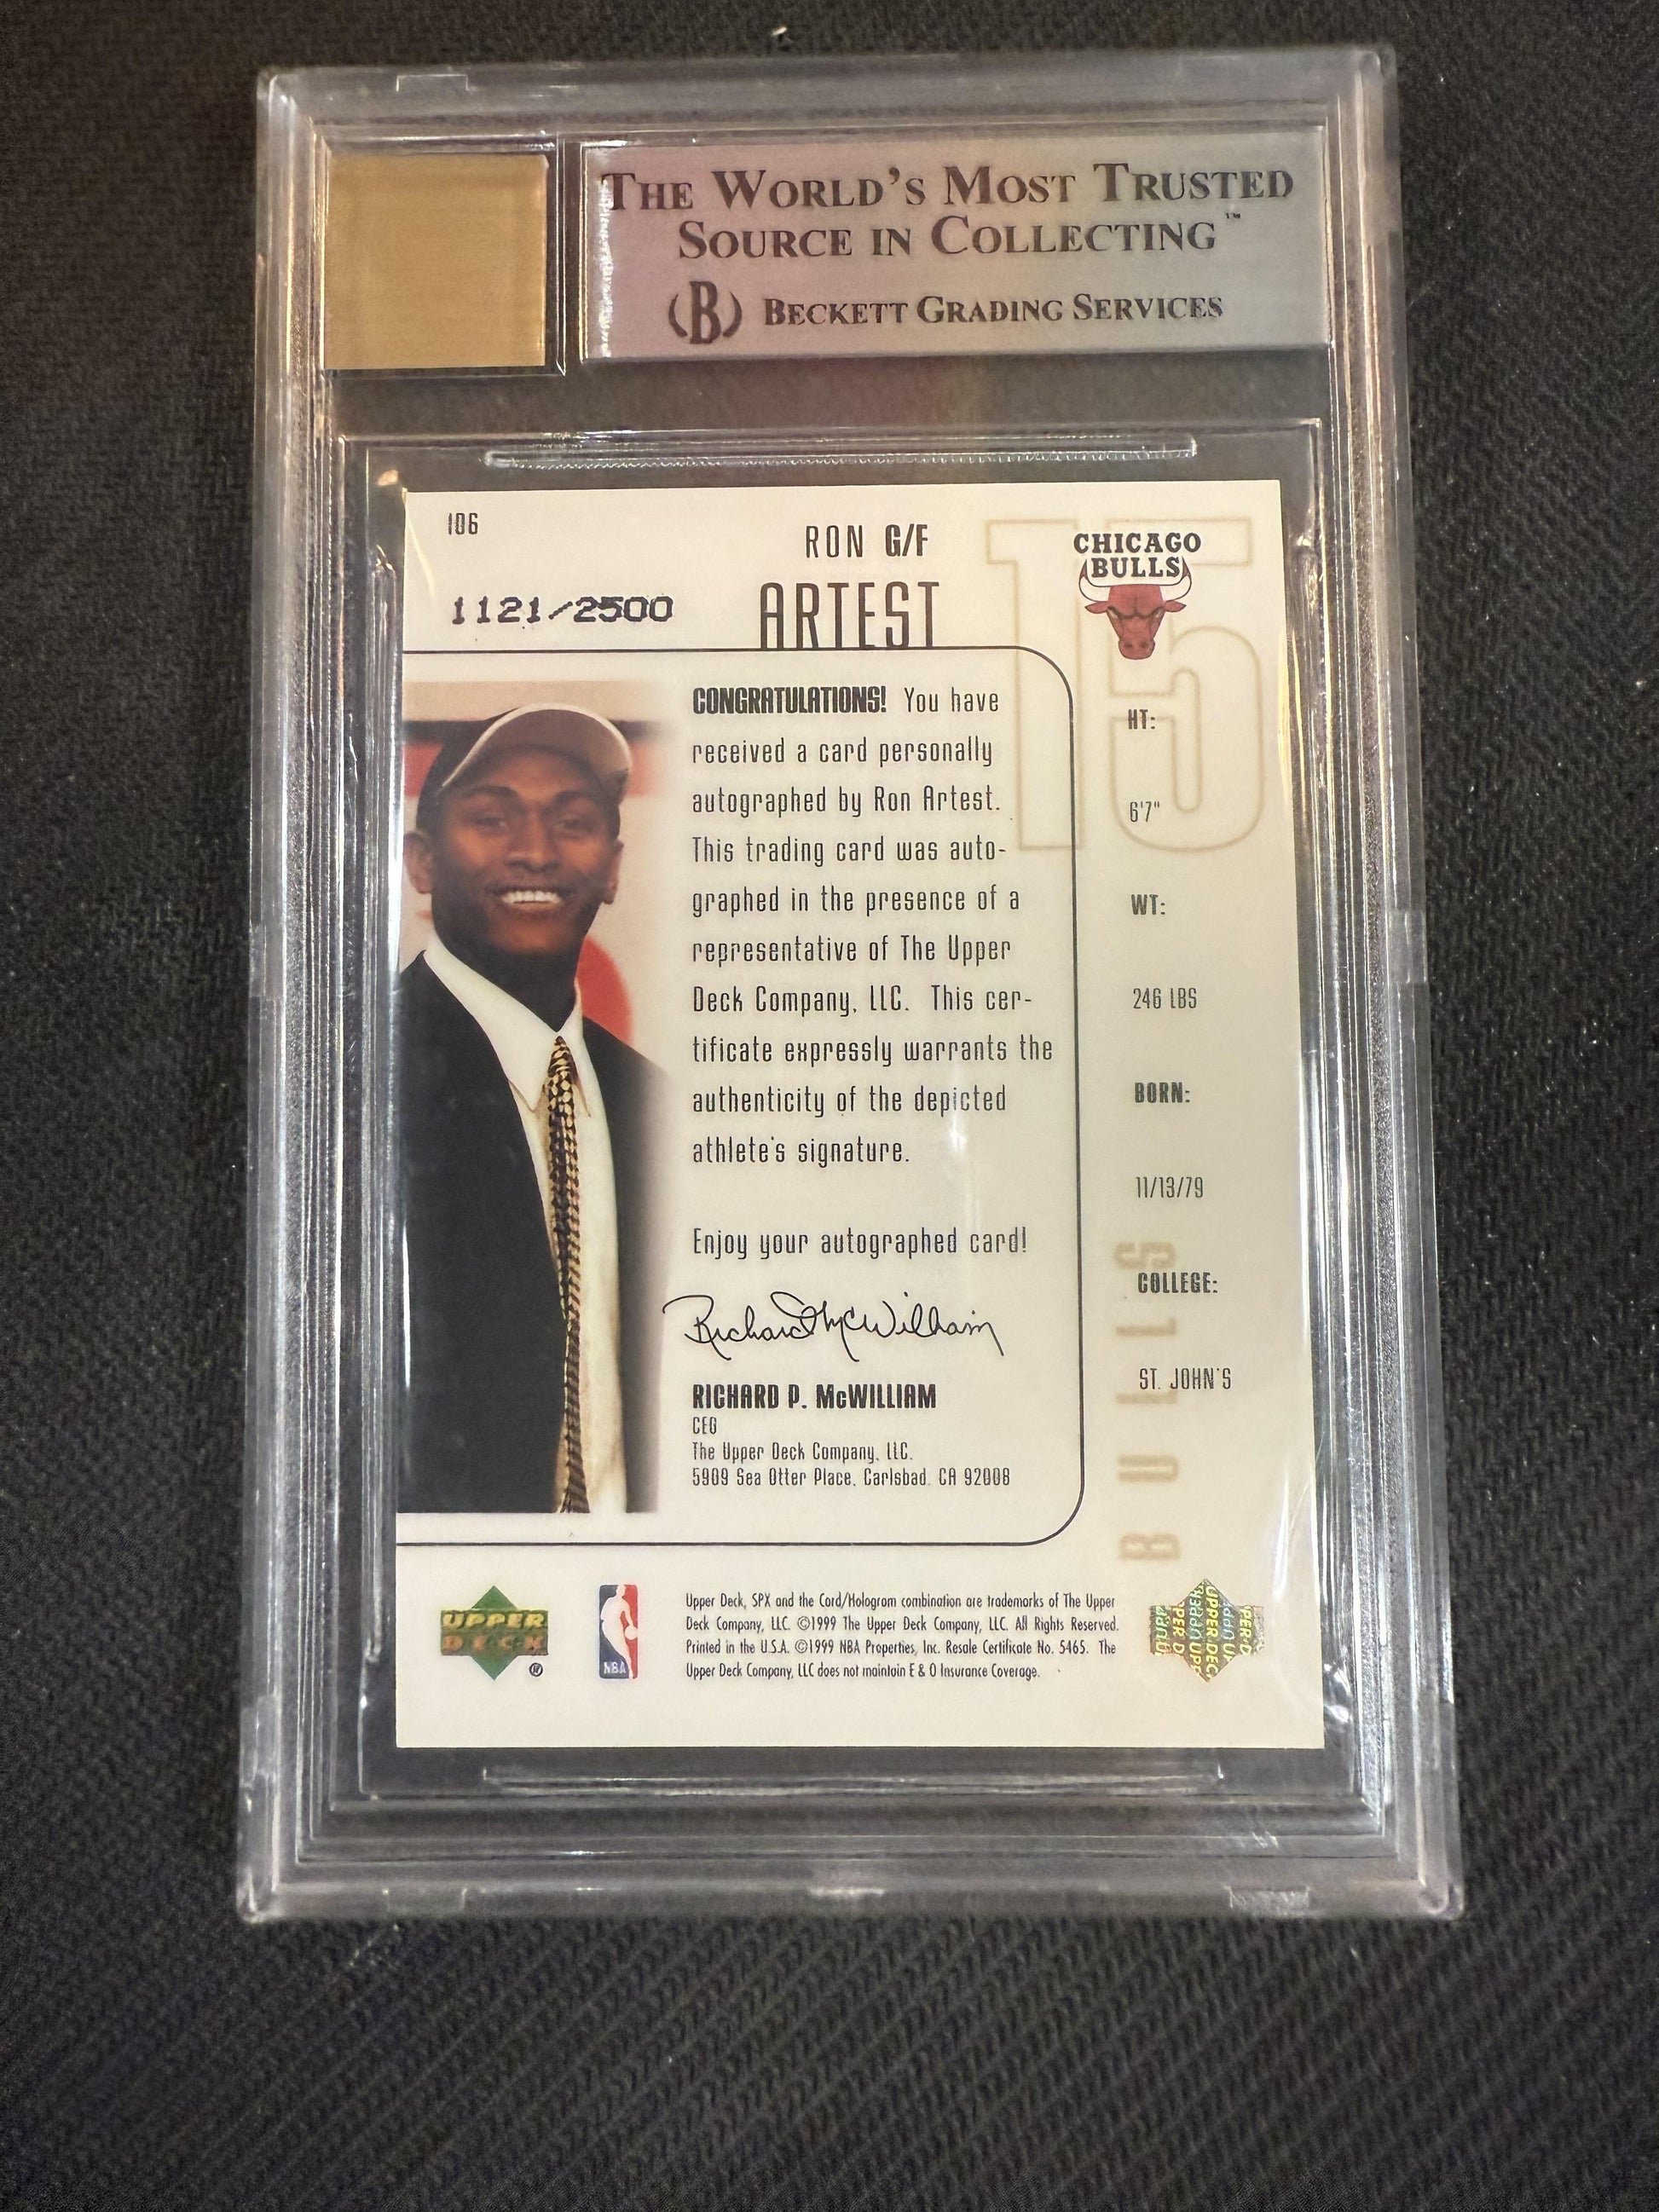 THE WORLD'S MOST TRUSTED
SOURCE IN COLLECTING™
(B) BECKETT GRADING SERVICES
106
RON G/F
ARTEST
1121/2500
15
CHICAGO
BULLS
CONGRATULATIONS! You have
received a card personally
autographed by Ron Artest.
This trading card was auto-
graphed in the presence of a
representative of The Upper
Deck Company, LLC. This cer-
tificate expressly warrants the
authenticity of the depicted
athlete's signature.
Enjoy your autographed card!
Richard McWilliam
RICHARD P. McWILLIAM
CEO
The Upper Deck Company, LLC.
5909 Sea Otter Place, Carlsbad, CA 92008
HT:
6'7"
WT:
246 LBS
BORN:
11/13/79
COLLEGE:
ST. JOHN'S
BULLS
UPPER
DECK
®
NBA
Upper Deck, SPX and the Card/Hologram combination are trademarks of The Upper
Deck Company, LLC. ©1999 The Upper Deck Company, LLC. All Rights Reserved.
Printed in the U.S.A. ©1999 NBA Properties, Inc. Resale Certificate No. 5465. The
Upper Deck Company, LLC does not maintain E & O Insurance Coverage.